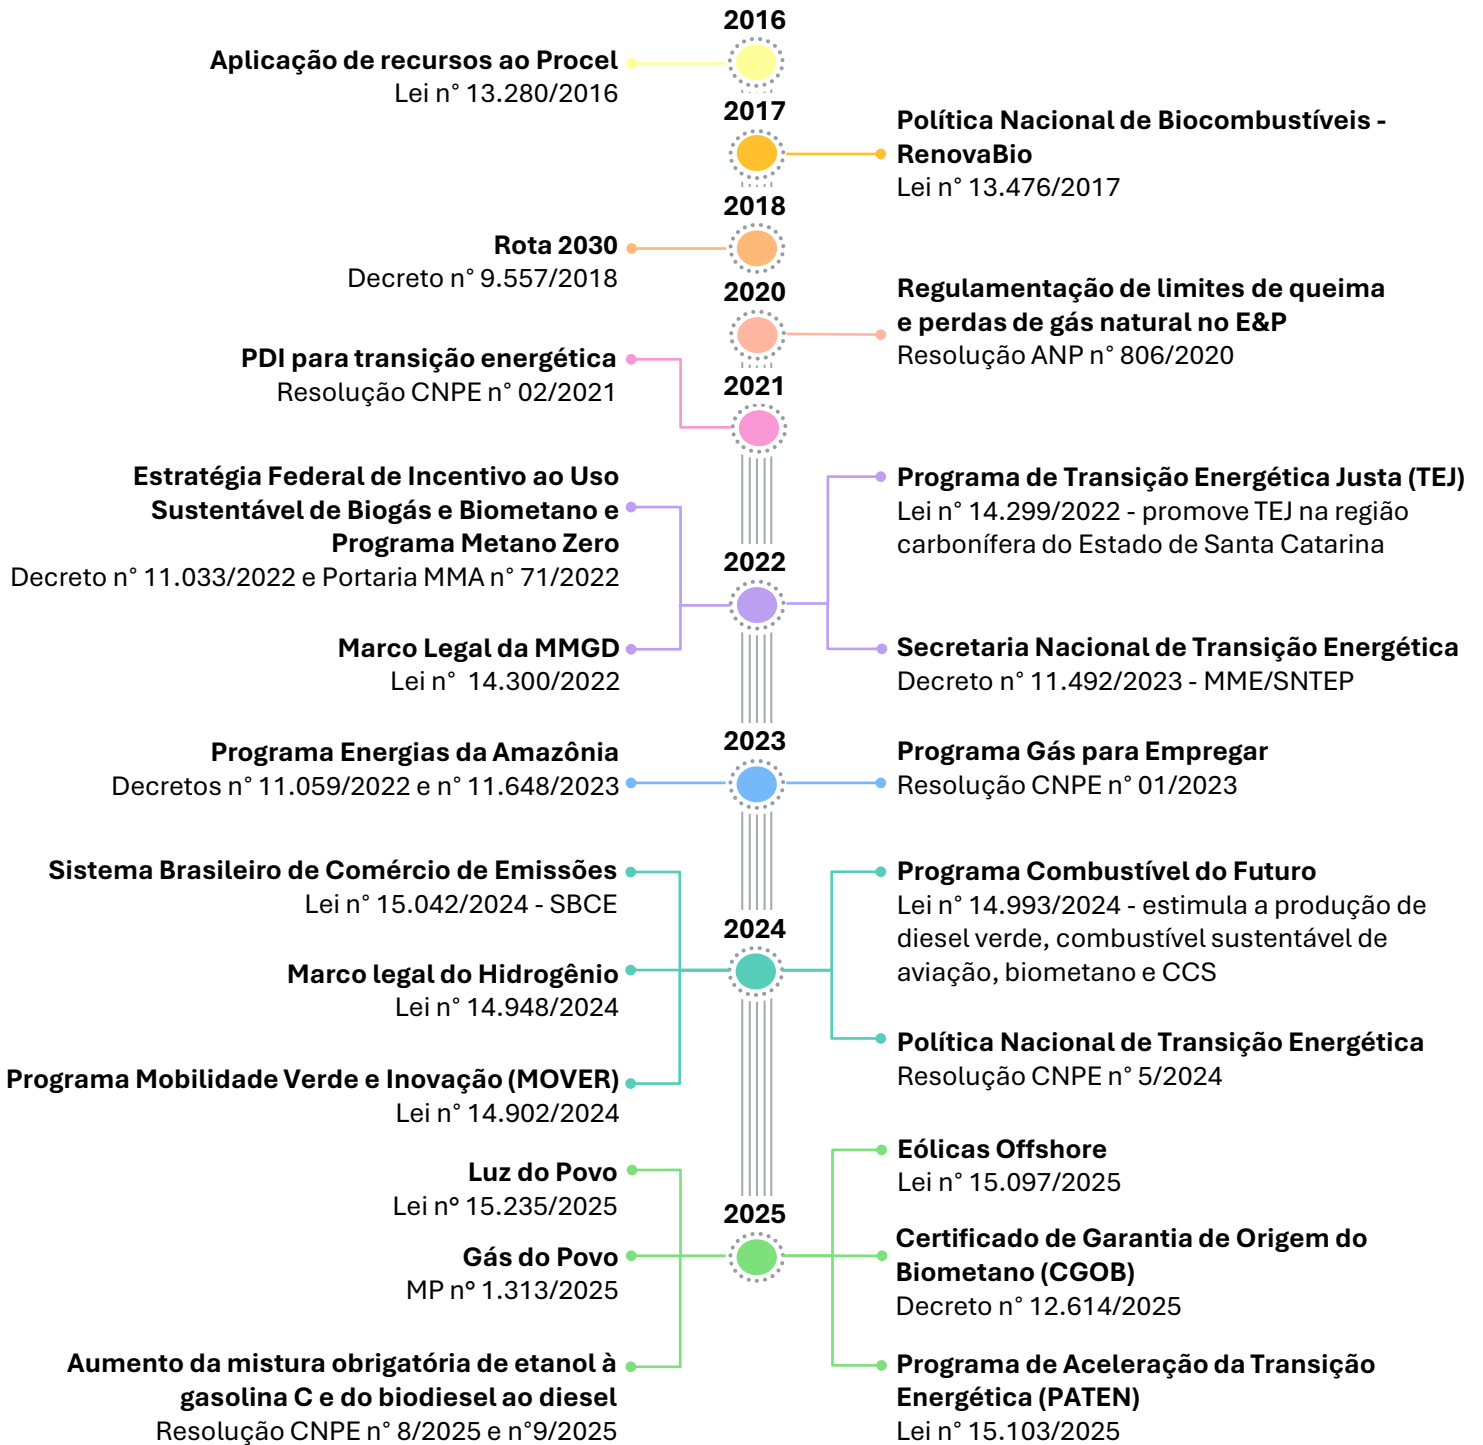 2016
Aplicação de recursos ao Procel
Lei n° 13.280/2016
2017
Política Nacional de Biocombustíveis -
RenovaBio
Lei n° 13.476/2017
2018
Rota 2030
Decreto n° 9.557/2018
2020
Regulamentação de limites de queima
e perdas de gás natural no E&P
Resolução ANP n° 806/2020
2021
PDI para transição energética
Resolução CNPE n° 02/2021
2022
Estratégia Federal de Incentivo ao Uso
Sustentável de Biogás e Biometano e
Programa Metano Zero
Decreto n° 11.033/2022 e Portaria MMA n° 71/2022
Marco Legal da MMGD
Lei n° 14.300/2022
Programa de Transição Energética Justa (TEJ)
Lei n° 14.299/2022 - promove TEJ na região
carbonífera do Estado de Santa Catarina
Secretaria Nacional de Transição Energética
Decreto n° 11.492/2023 - MME/SNTEP
2023
Programa Energias da Amazônia
Decretos n° 11.059/2022 e n° 11.648/2023
Programa Gás para Empregar
Resolução CNPE n° 01/2023
2024
Sistema Brasileiro de Comércio de Emissões
Lei n° 15.042/2024 - SBCE
Marco legal do Hidrogênio
Lei n° 14.948/2024
Programa Mobilidade Verde e Inovação (MOVER)
Lei n° 14.902/2024
Programa Combustível do Futuro
Lei n° 14.993/2024 - estimula a produção de
diesel verde, combustível sustentável de
aviação, biometano e CCS
Política Nacional de Transição Energética
Resolução CNPE n° 5/2024
2025
Luz do Povo
Lei nº 15.235/2025
Gás do Povo
MP nº 1.313/2025
Aumento da mistura obrigatória de etanol à
gasolina C e do biodiesel ao diesel
Resolução CNPE n° 8/2025 e n°9/2025
Eólicas Offshore
Lei n° 15.097/2025
Certificado de Garantia de Origem do
Biometano (CGOB)
Decreto n° 12.614/2025
Programa de Aceleração da Transição
Energética (PATEN)
Lei n° 15.103/2025